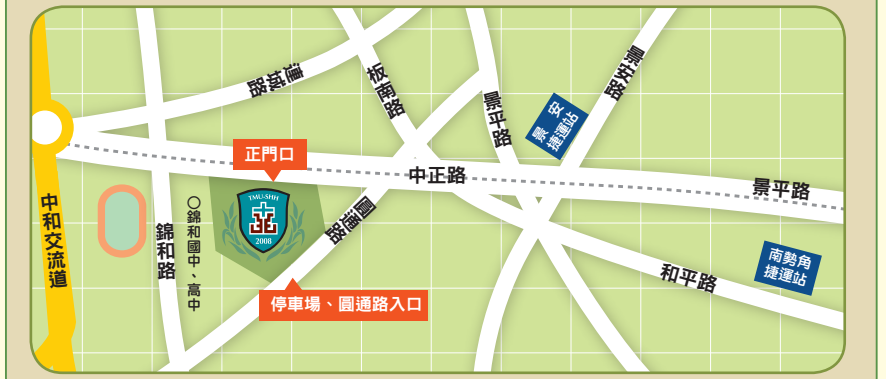 連城路
板南路
景平路
景安路
景安
捷運站
正門口
中正路
景平路
中和交流道
錦和路
〇錦和國中、高中
TMU-SHH
2008
圓通路
和平路
南勢角
捷運站
停車場、圓通路入口